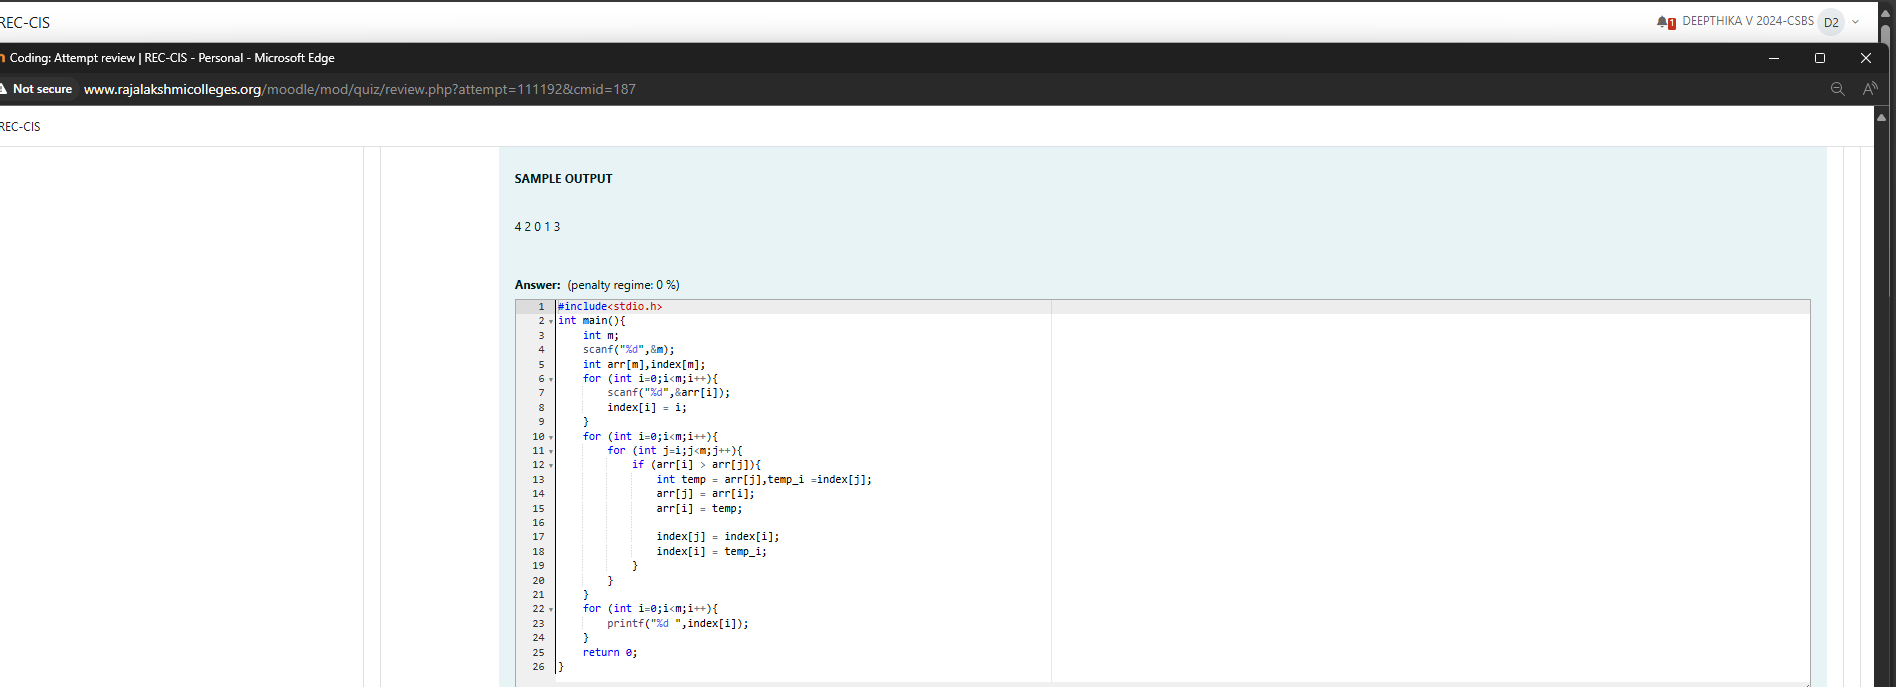 REC-CIS
1 DEEPTHIKA V 2024-CSBS D2
Coding: Attempt review | REC-CIS - Personal - Microsoft Edge
Not secure www.rajalakshmicolleges.org/moodle/mod/quiz/review.php?attempt=111192&cmid=187
REC-CIS
SAMPLE OUTPUT
4 2 0 1 3
Answer: (penalty regime: 0 %)
1 #include<stdio.h>
2 int main(){
3     int m;
4     scanf("%d",&m);
5     int arr[m],index[m];
6     for (int i=0;i<m;i++){
7         scanf("%d",&arr[i]);
8         index[i] = i;
9     }
10     for (int i=0;i<m;i++){
11         for (int j=i;j<m;j++){
12             if (arr[i] > arr[j]){
13                 int temp = arr[j],temp_i =index[j];
14                 arr[j] = arr[i];
15                 arr[i] = temp;
16
17                 index[j] = index[i];
18                 index[i] = temp_i;
19             }
20         }
21     }
22     for (int i=0;i<m;i++){
23         printf("%d ",index[i]);
24     }
25     return 0;
26 }